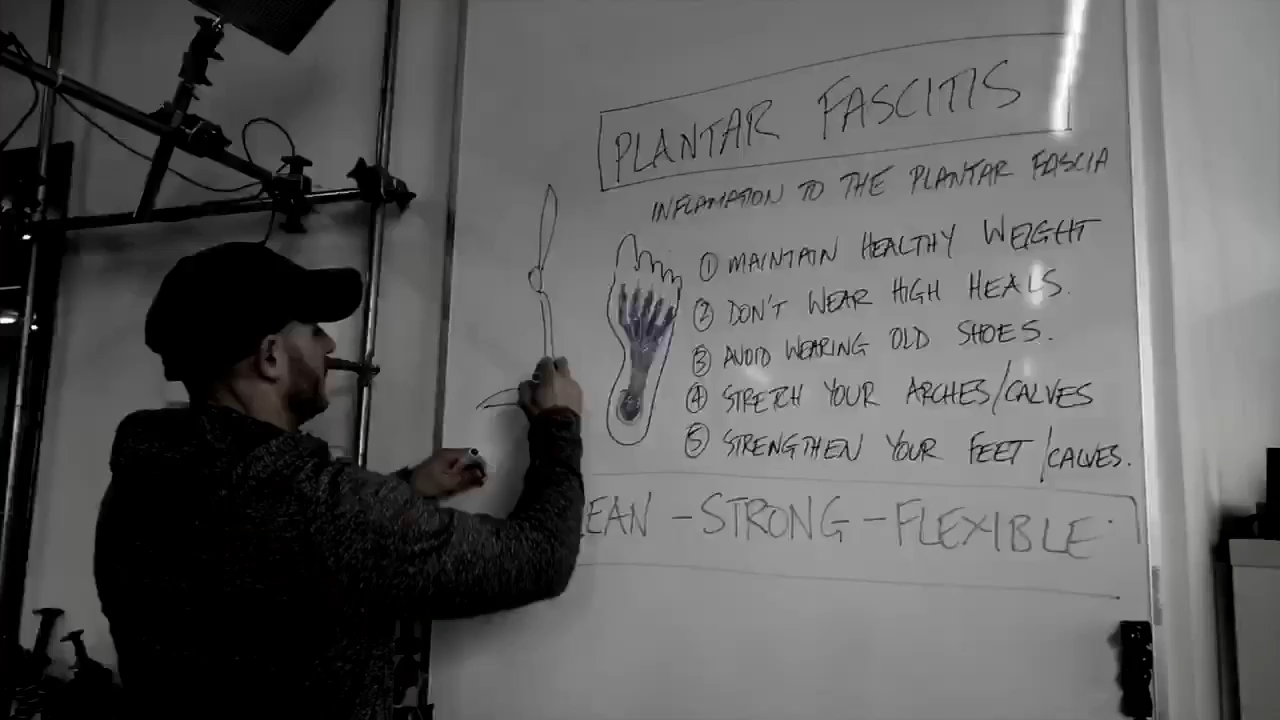 PLANTAR FASCITIS
INFLAMATION TO THE PLANTAR FASCIA
① MAINTAIN HEALTHY WEIGHT
② DON'T WEAR HIGH HEALS.
③ AVOID WEARING OLD SHOES.
④ STRETCH YOUR ARCHES/CALVES
⑤ STRENGTHEN YOUR FEET/CALVES.
EAN - STRONG - FLEXIBLE